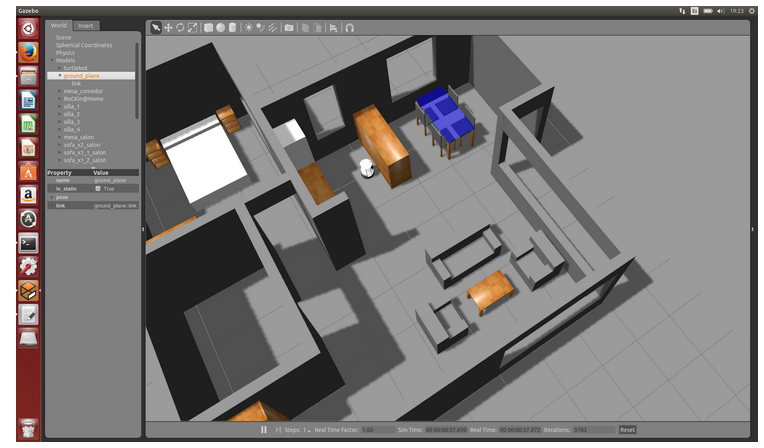 Gazebo
Es
19:23
World Insert
Scene
Spherical Coordinates
Physics
Models
turtlebot
ground_plane
link
mesa_comedor
RoCKIn@Home
silla_1
silla_2
silla_3
silla_4
mesa_salon
sofa_x2_salon
sofa_x1_1_salon
sofa_x1_2_salon
Property Value
name ground_plane
is_static True
pose
link ground_plane::link
Steps: 1 Real Time Factor: 1.00 Sim Time: 00 00:00:37.830 Real Time: 00 00:00:37.872 Iterations: 3783 Reset